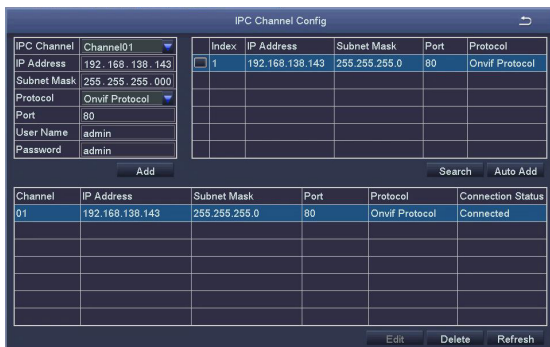 IPC Channel Config
IPC Channel Channel01
IP Address 192.168.138.143
Subnet Mask 255.255.255.000
Protocol Onvif Protocol
Port 80
User Name admin
Password admin
Add
Index IP Address Subnet Mask Port Protocol
1 192.168.138.143 255.255.255.0 80 Onvif Protocol
Search Auto Add
Channel IP Address Subnet Mask Port Protocol Connection Status
01 192.168.138.143 255.255.255.0 80 Onvif Protocol Connected
Edit Delete Refresh